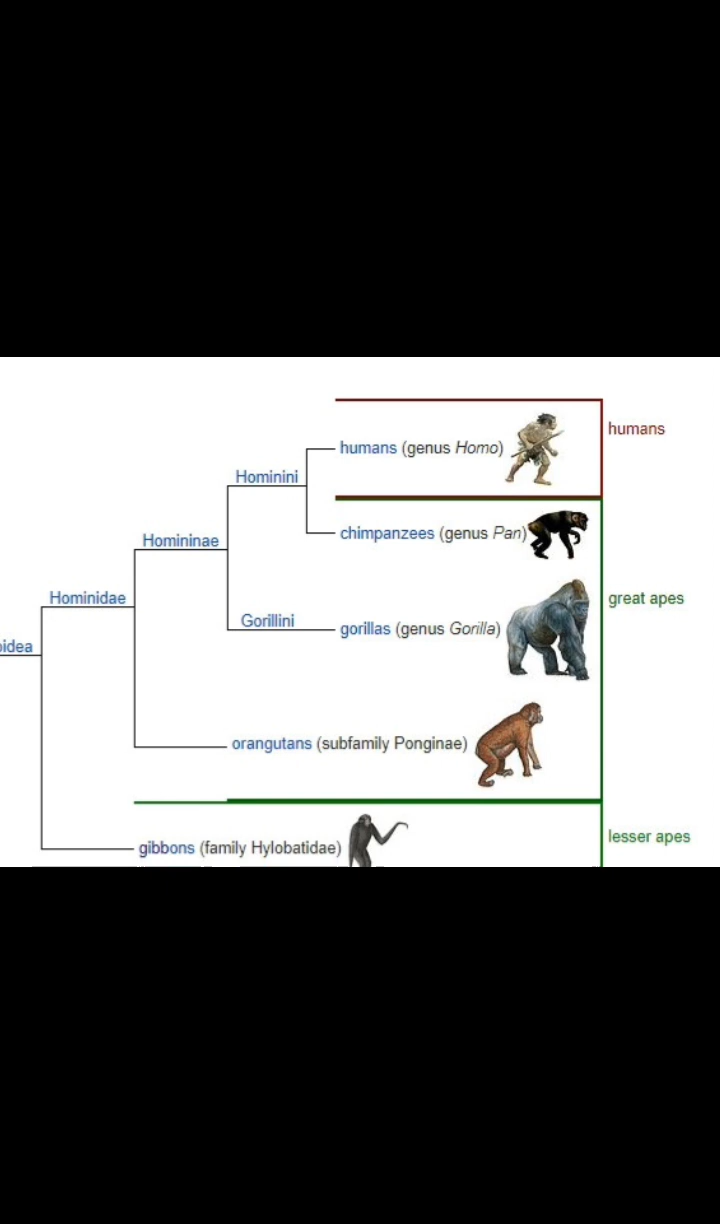 humans
humans (genus Homo)
Hominini
chimpanzees (genus Pan)
Homininae
Hominidae
great apes
Gorillini
gorillas (genus Gorilla)
oidea
orangutans (subfamily Ponginae)
lesser apes
gibbons (family Hylobatidae)